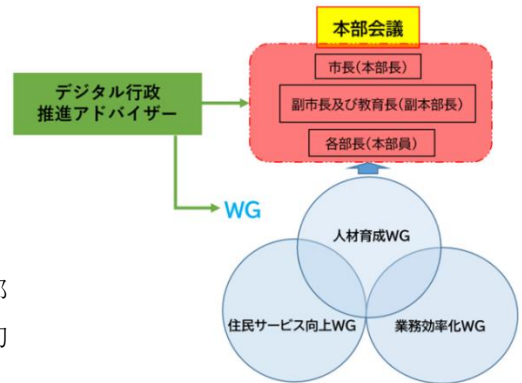 本部会議
市長(本部長)
副市長及び教育長(副本部長)
各部長(本部員)
デジタル行政
推進アドバイザー
WG
人材育成WG
住民サービス向上WG
業務効率化WG